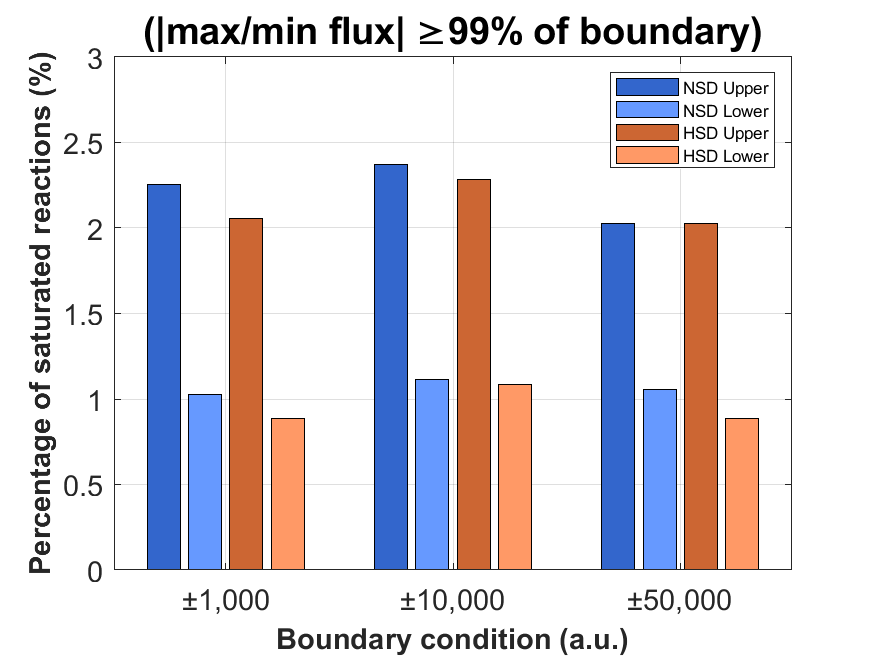 (|max/min flux| ≥99% of boundary)
Percentage of saturated reactions (%)
3
2.5
2
1.5
1
0.5
0
NSD Upper
NSD Lower
HSD Upper
HSD Lower
±1,000
±10,000
±50,000
Boundary condition (a.u.)